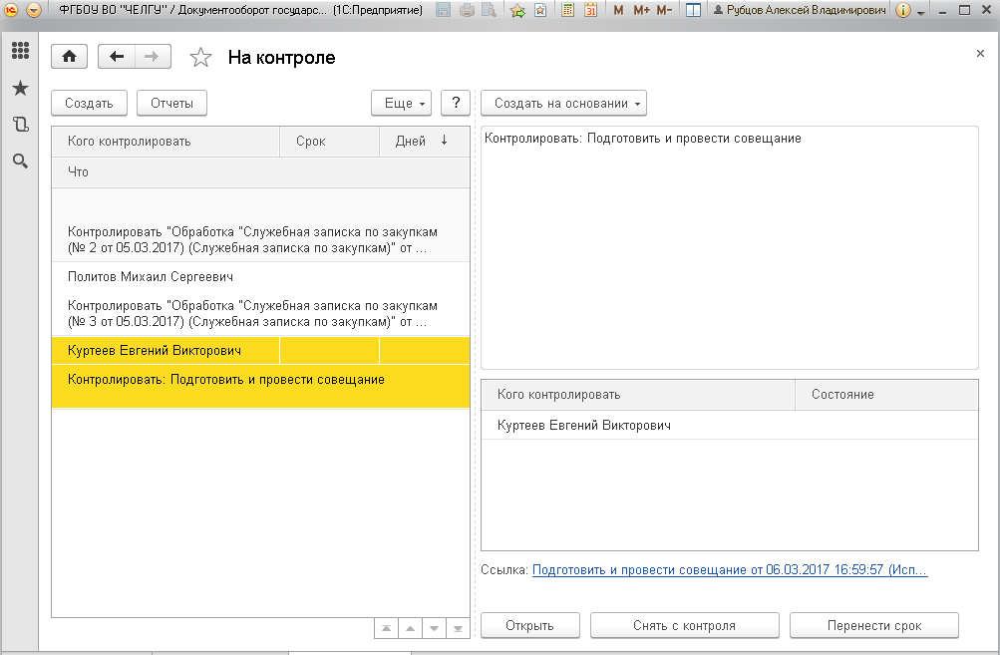 ФГБОУ ВО "ЧЕЛГУ" / Документооборот государс... (1С:Предприятие)
M M+ M-
Рубцов Алексей Владимирович
На контроле
Создать
Отчеты
Еще
?
Создать на основании
Кого контролировать
Срок
Дней ↓
Что
Контролировать "Обработка "Служебная записка по закупкам
(№ 2 от 05.03.2017) (Служебная записка по закупкам)" от ...
Политов Михаил Сергеевич
Контролировать "Обработка "Служебная записка по закупкам
(№ 3 от 05.03.2017) (Служебная записка по закупкам)" от ...
Куртеев Евгений Викторович
Контролировать: Подготовить и провести совещание
Контролировать: Подготовить и провести совещание
Кого контролировать
Состояние
Куртеев Евгений Викторович
Ссылка: Подготовить и провести совещание от 06.03.2017 16:59:57 (Исп...
Открыть
Снять с контроля
Перенести срок